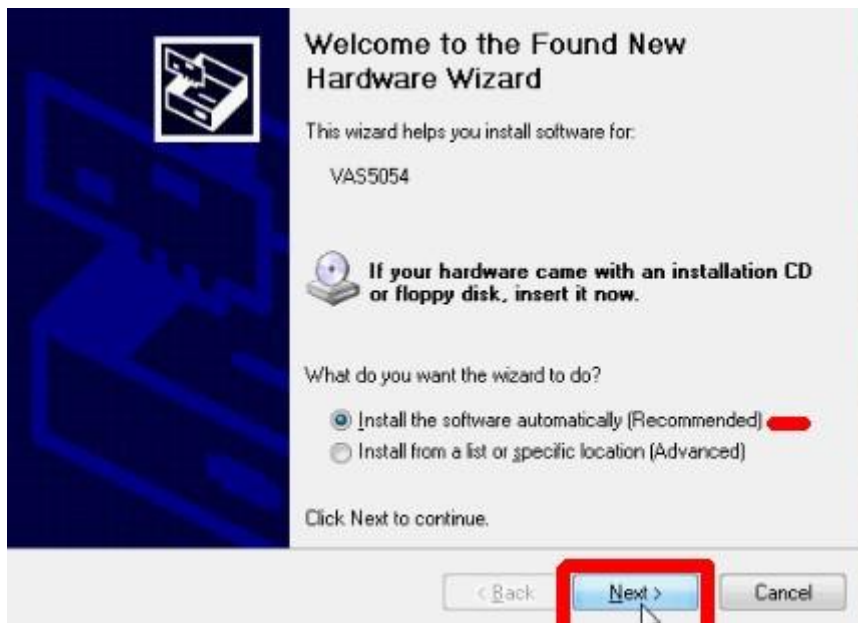 Welcome to the Found New
Hardware Wizard
This wizard helps you install software for:
VAS5054
If your hardware came with an installation CD
or floppy disk, insert it now.
What do you want the wizard to do?
Install the software automatically (Recommended)
Install from a list or specific location (Advanced)
Click Next to continue.
< Back
Next >
Cancel